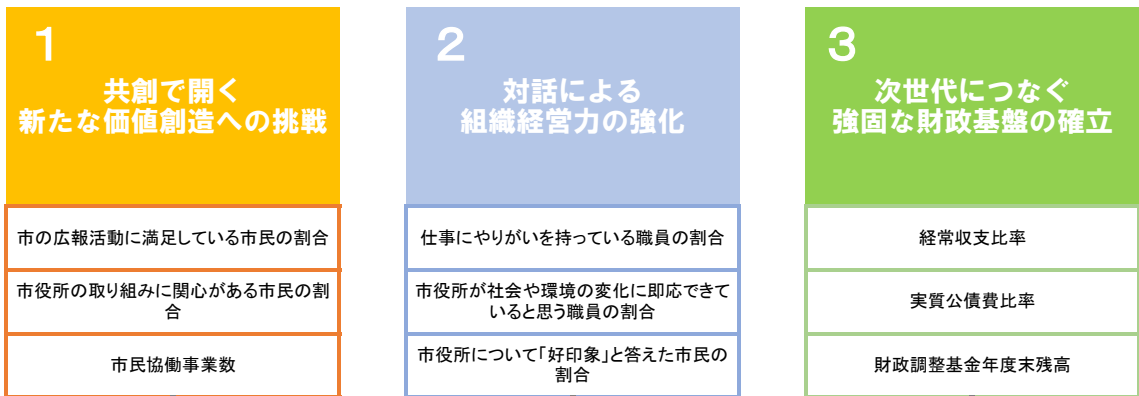 1
共創で開く
新たな価値創造への挑戦
市の広報活動に満足している市民の割合
市役所の取り組みに関心がある市民の割
合
市民協働事業数
2
対話による
組織経営力の強化
仕事にやりがいを持っている職員の割合
市役所が社会や環境の変化に即応できて
いると思う職員の割合
市役所について「好印象」と答えた市民の
割合
3
次世代につなぐ
強固な財政基盤の確立
経常収支比率
実質公債費比率
財政調整基金年度末残高